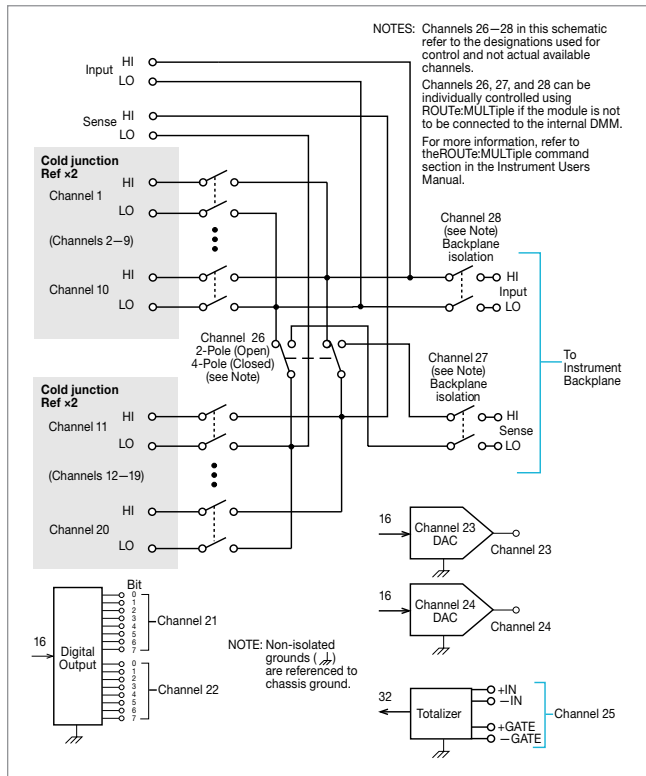 NOTES: Channels 26–28 in this schematic
refer to the designations used for
control and not actual available
channels.
Channels 26, 27, and 28 can be
individually controlled using
ROUTe:MULTiple if the module is not
to be connected to the internal DMM.
For more information, refer to
theROUTe:MULTiple command
section in the Instrument Users
Manual.
Input HI
LO
Sense HI
LO
Cold junction
Ref ×2
Channel 1
HI
LO
(Channels 2–9)
Channel 10
HI
LO
Channel 28
(see Note)
Backplane
isolation
HI
Input
LO
Channel 26
2-Pole (Open)
4-Pole (Closed)
(see Note)
Channel 27
(see Note)
Backplane
isolation
HI
Sense
LO
To
Instrument
Backplane
Cold junction
Ref ×2
Channel 11
HI
LO
(Channels 12–19)
Channel 20
HI
LO
16
Channel 23
DAC
Channel 23
16
Channel 24
DAC
Channel 24
Bit
0
1
2
3
4
5
6
7
Channel 21
16
Digital
Output
0
1
2
3
4
5
6
7
Channel 22
NOTE: Non-isolated
grounds ( )
are referenced to
chassis ground.
32
Totalizer
+IN
–IN
+GATE
–GATE
Channel 25